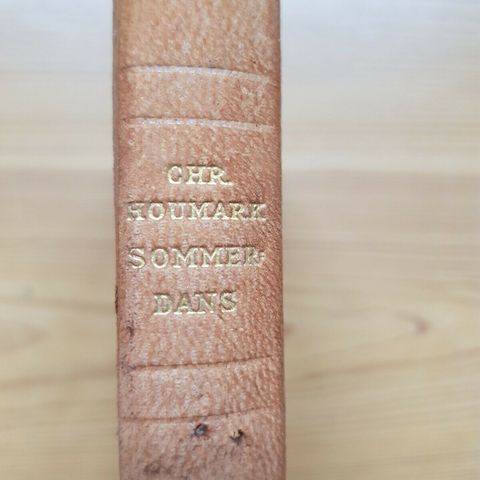 CHR.
HOUMARK
SOMMER-
DANS